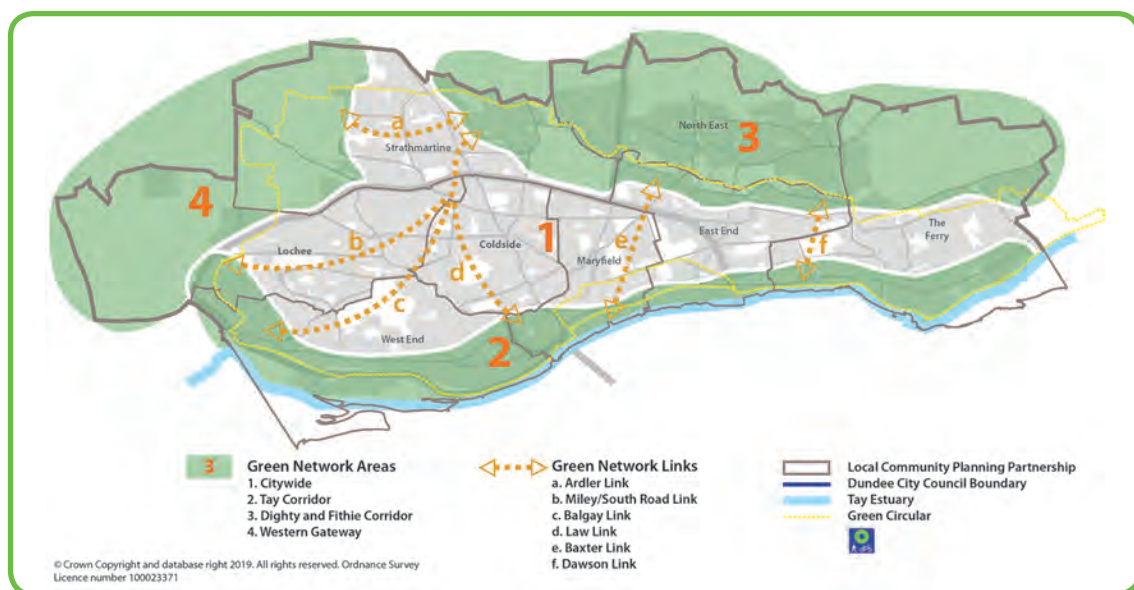 North East
3
a
Strathmartine
4
1
The
Ferry
East End
e
b
Lochee
Coldside
f
Maryfield
d
c
West End
2
3
Green Network Areas
1. Citywide
2. Tay Corridor
3. Dighty and Fithie Corridor
4. Western Gateway
Green Network Links
a. Ardler Link
b. Miley/South Road Link
c. Balgay Link
d. Law Link
e. Baxter Link
f. Dawson Link
Local Community Planning Partnership
Dundee City Council Boundary
Tay Estuary
Green Circular
© Crown Copyright and database right 2019. All rights reserved. Ordnance Survey
Licence number 100023371